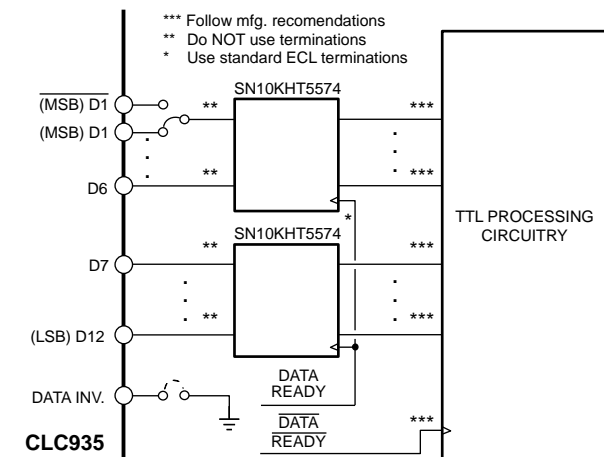 *** Follow mfg. recomendations
** Do NOT use terminations
* Use standard ECL terminations
SN10KHT5574
(MSB) D1
**
***
(MSB) D1
D6
**
***
*
TTL PROCESSING
CIRCUITRY
SN10KHT5574
D7
**
***
(LSB) D12
**
***
DATA
READY
DATA INV.
DATA
READY
***
CLC935